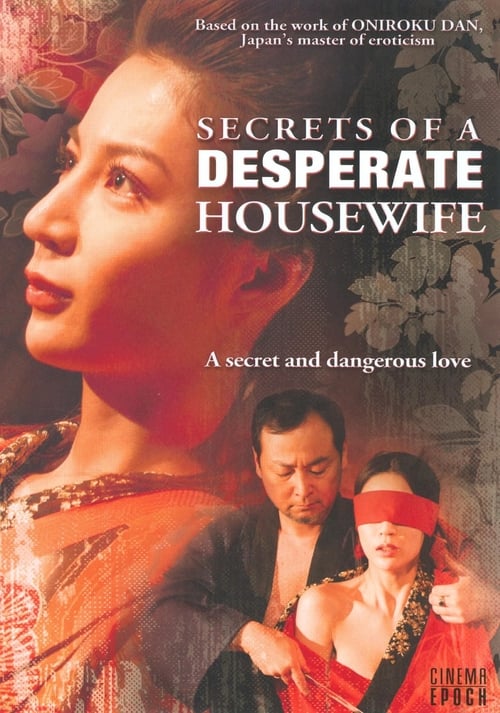 Based on the work of ONIROKU DAN,
Japan's master of eroticism
SECRETS OF A
DESPERATE
HOUSEWIFE
A secret and dangerous love
CINEMA
EPOCH